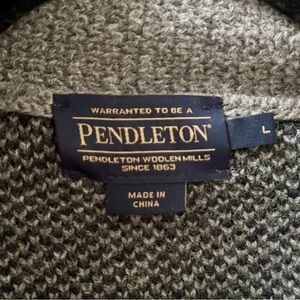 WARRANTED TO BE A
PENDLETON®
L
PENDLETON WOOLEN MILLS
SINCE 1863
MADE IN
CHINA